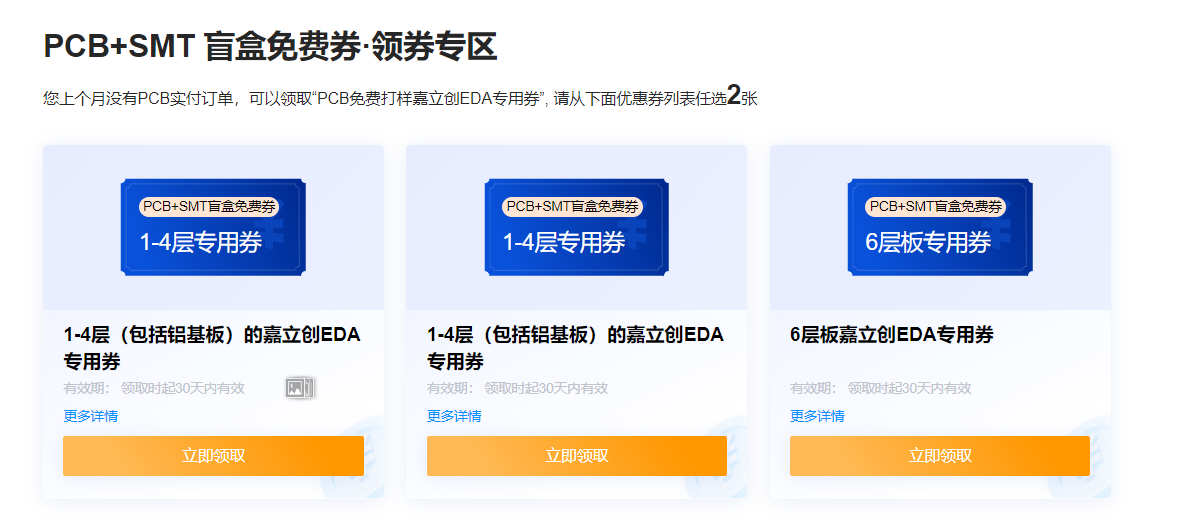 PCB+SMT 盲盒免费券·领券专区
您上个月没有PCB实付订单，可以领取“PCB免费打样嘉立创EDA专用券”, 请从下面优惠券列表任选2张
PCB+SMT盲盒免费券
1-4层专用券
1-4层（包括铝基板）的嘉立创EDA
专用券
有效期： 领取时起30天内有效
更多详情
立即领取
PCB+SMT盲盒免费券
1-4层专用券
1-4层（包括铝基板）的嘉立创EDA
专用券
有效期： 领取时起30天内有效
更多详情
立即领取
PCB+SMT盲盒免费券
6层板专用券
6层板嘉立创EDA专用券
有效期： 领取时起30天内有效
更多详情
立即领取